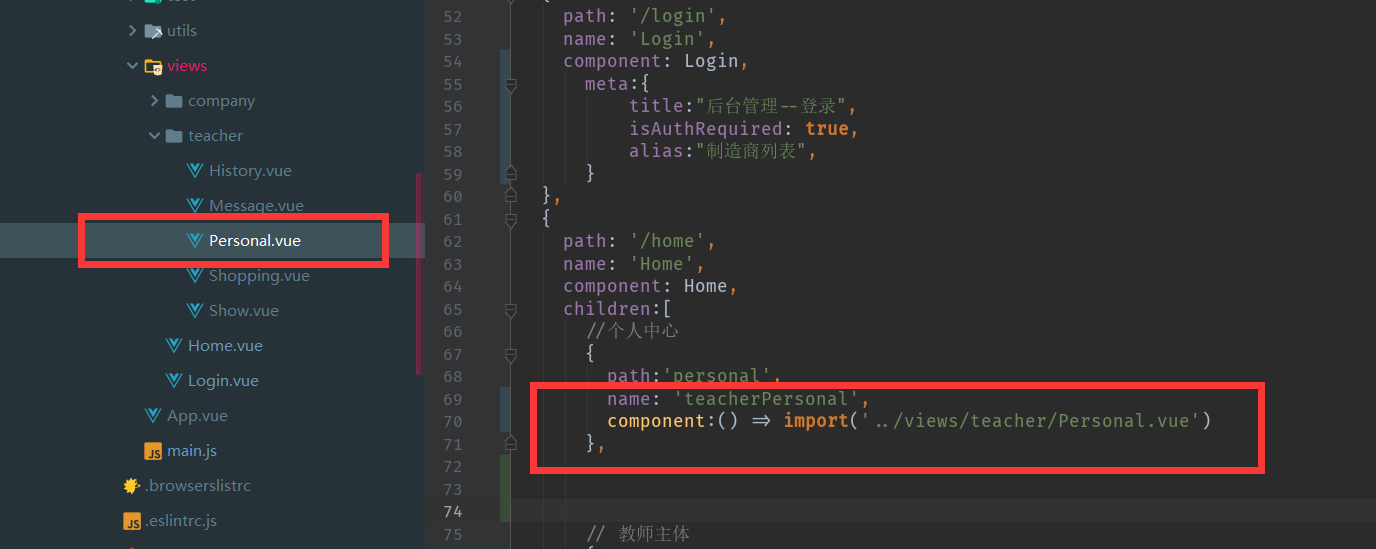 test
utils
views
company
teacher
History.vue
Message.vue
Personal.vue
Shopping.vue
Show.vue
Home.vue
Login.vue
App.vue
main.js
.browserslistrc
.eslintrc.js
52 path: '/login',
53 name: 'Login',
54 component: Login,
55 meta:{
56 title:"后台管理--登录",
57 isAuthRequired: true,
58 alias:"制造商列表",
59 }
60 },
61 {
62 path: '/home',
63 name: 'Home',
64 component: Home,
65 children:[
66 //个人中心
67 {
68 path:'personal',
69 name: 'teacherPersonal',
70 component:() => import('../views/teacher/Personal.vue')
71 },
72
73
74
75 // 教师主体
{